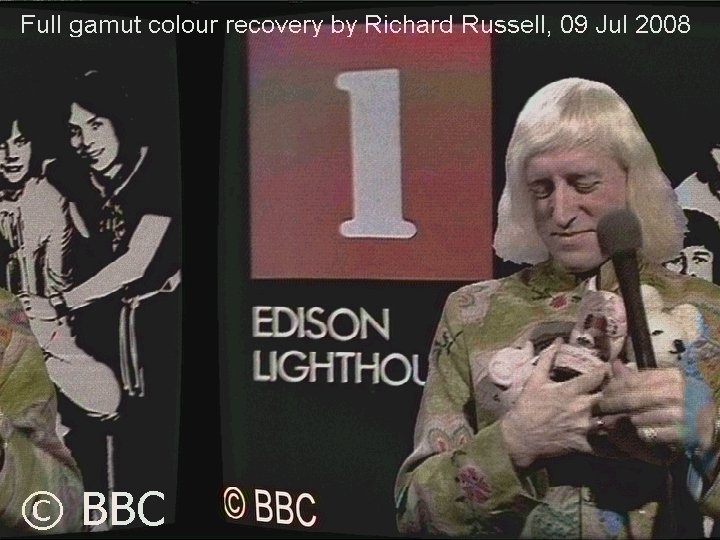 Full gamut colour recovery by Richard Russell, 09 Jul 2008
1
EDISON
LIGHTHOU
© BBC
© BBC